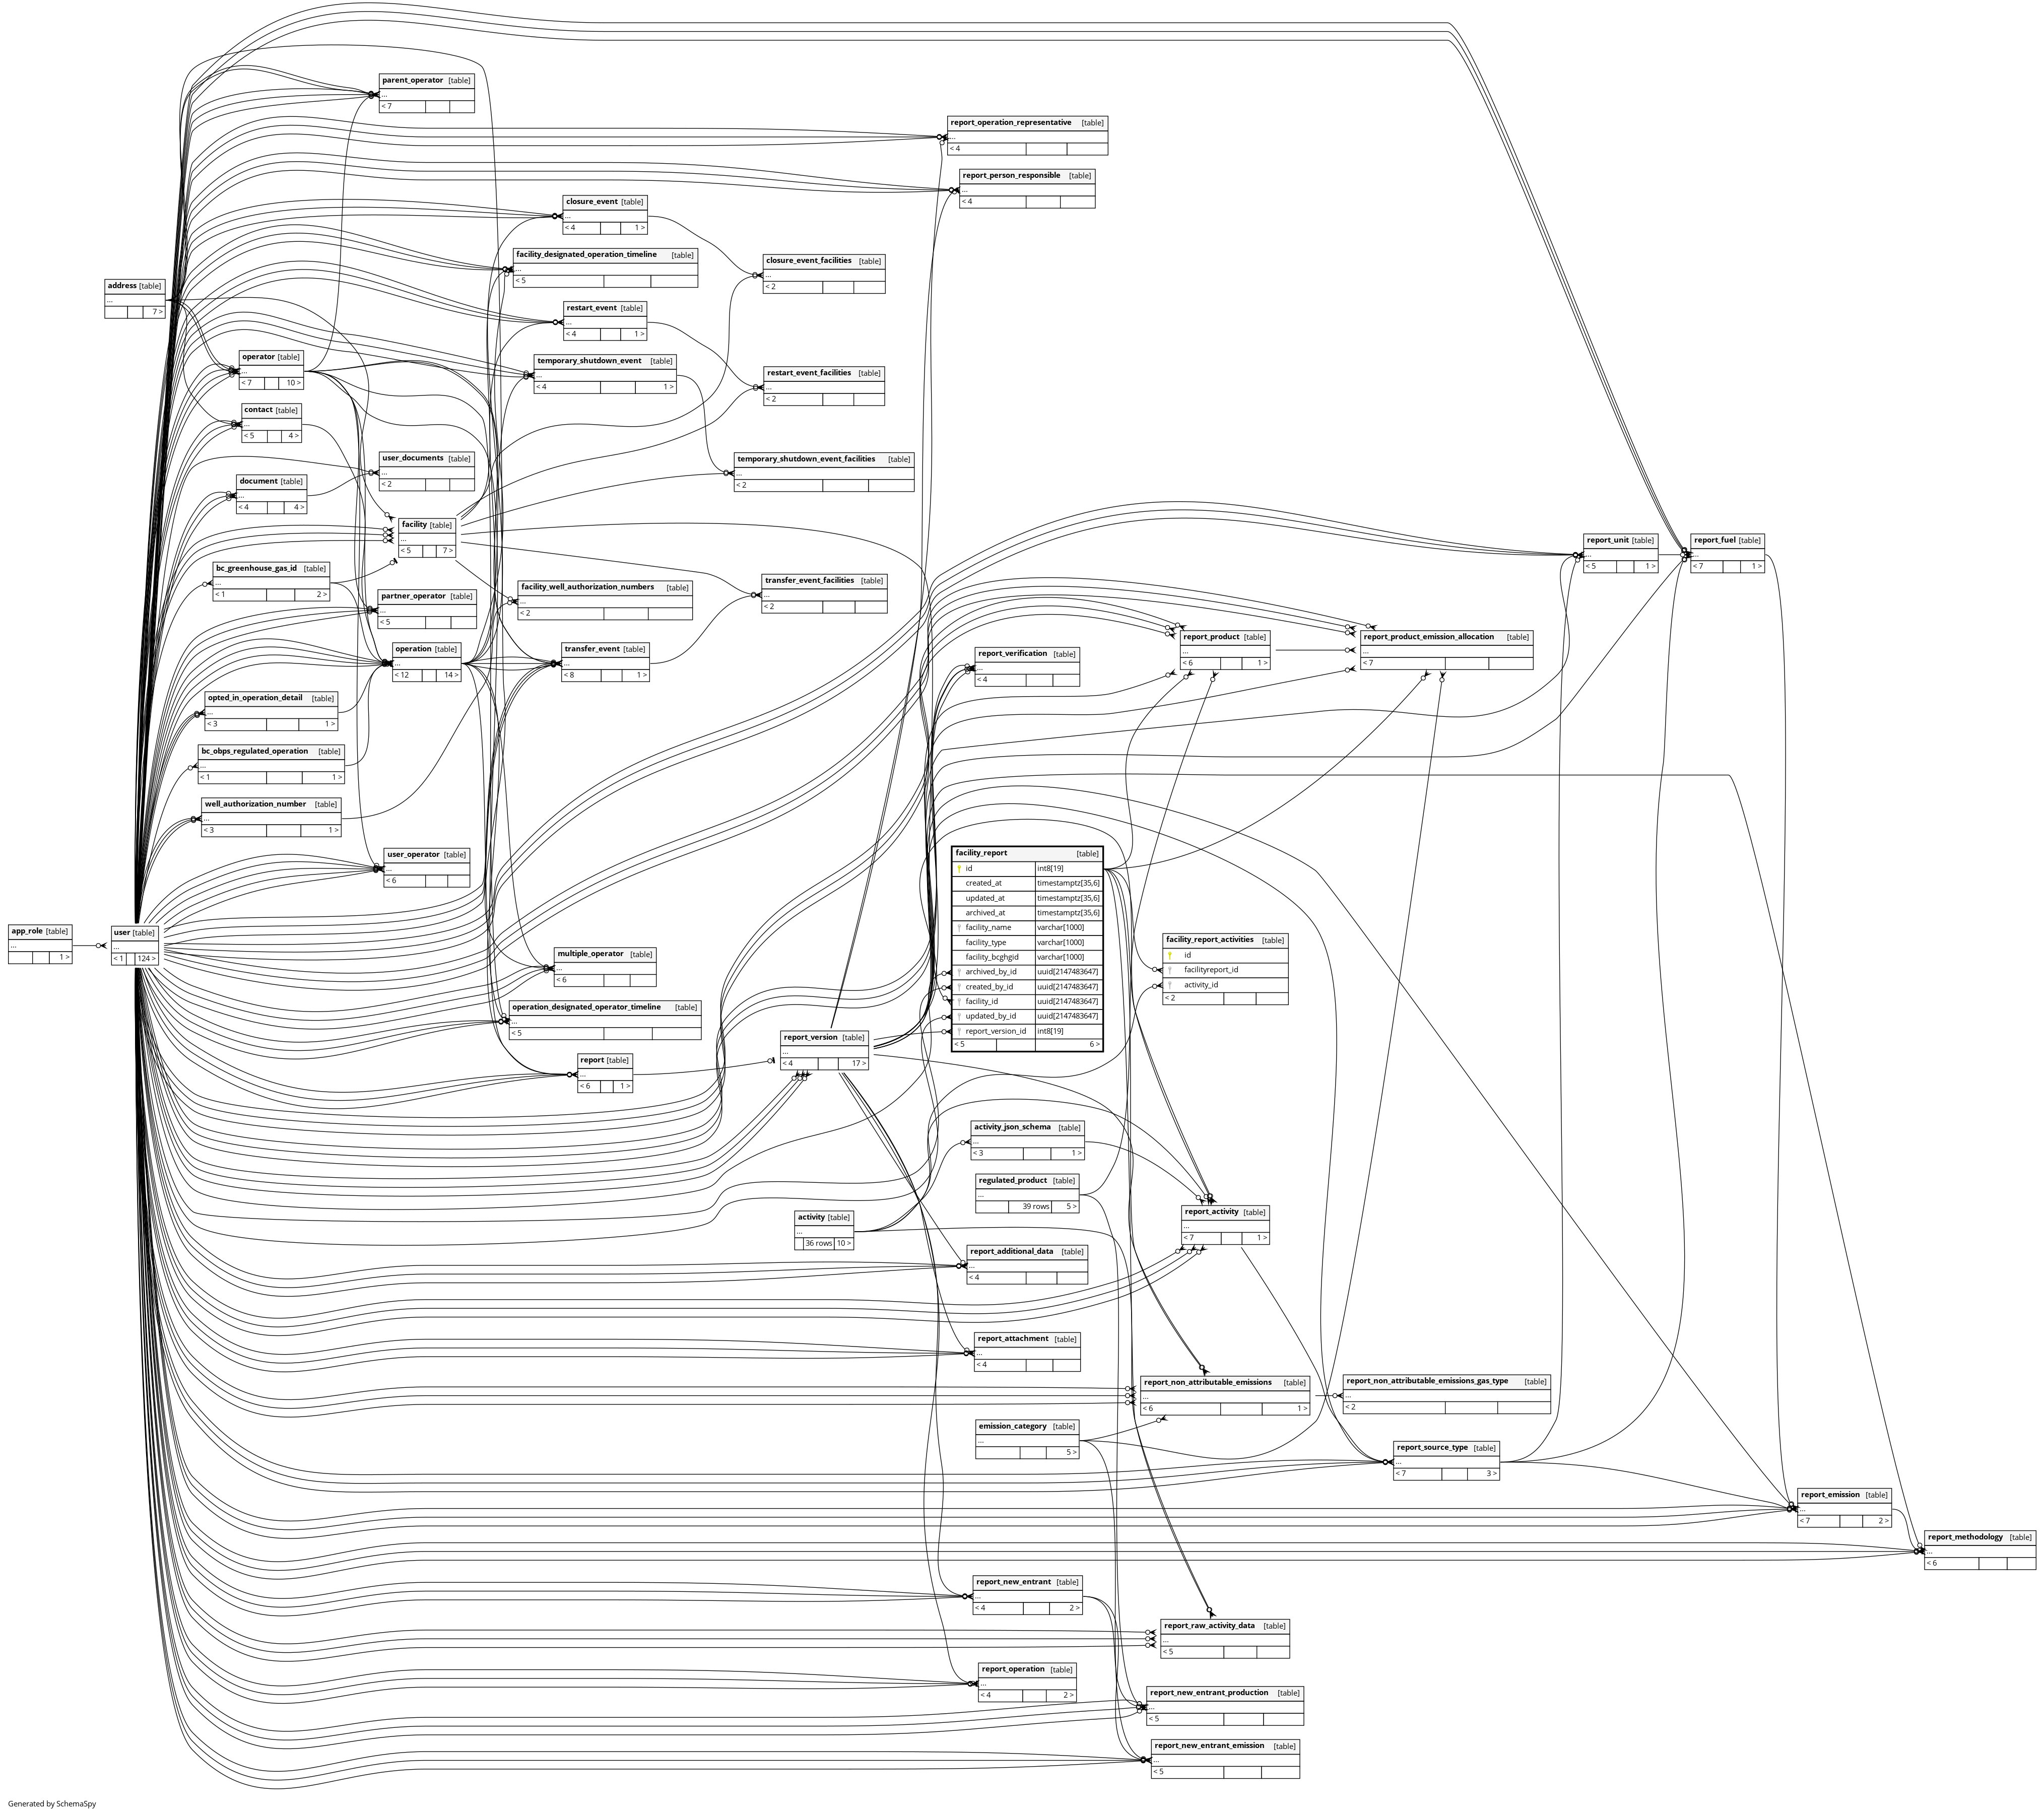 parent_operator [table]
...
< 7
report_operation_representative [table]
...
< 4
report_person_responsible [table]
...
< 4
closure_event [table]
...
< 4 1 >
facility_designated_operation_timeline [table]
...
< 5
closure_event_facilities [table]
...
< 2
address [table]
...
7 >
restart_event [table]
...
< 4 1 >
operator [table]
...
< 7 10 >
temporary_shutdown_event [table]
...
< 4 1 >
restart_event_facilities [table]
...
< 2
contact [table]
...
< 5 4 >
user_documents [table]
...
< 2
temporary_shutdown_event_facilities [table]
...
< 2
document [table]
...
< 4 4 >
facility [table]
...
< 5 7 >
report_unit [table]
...
< 5 1 >
report_fuel [table]
...
< 7 1 >
bc_greenhouse_gas_id [table]
...
< 1 2 >
facility_well_authorization_numbers [table]
...
< 2
transfer_event_facilities [table]
...
< 2
partner_operator [table]
...
< 5
operation [table]
...
< 12 14 >
transfer_event [table]
...
< 8 1 >
report_verification [table]
...
< 4
report_product [table]
...
< 6 1 >
report_product_emission_allocation [table]
...
< 7
opted_in_operation_detail [table]
...
< 3 1 >
bc_obps_regulated_operation [table]
...
< 1 1 >
well_authorization_number [table]
...
< 3 1 >
user_operator [table]
...
< 6
facility_report [table]
id int8[19]
created_at timestamptz[35,6]
updated_at timestamptz[35,6]
archived_at timestamptz[35,6]
facility_name varchar[1000]
facility_type varchar[1000]
facility_bcghgid varchar[1000]
archived_by_id uuid[2147483647]
created_by_id uuid[2147483647]
facility_id uuid[2147483647]
updated_by_id uuid[2147483647]
report_version_id int8[19]
< 5 6 >
app_role [table]
...
1 >
user [table]
...
< 1 124 >
facility_report_activities [table]
id
facilityreport_id
activity_id
< 2
multiple_operator [table]
...
< 6
operation_designated_operator_timeline [table]
...
< 5
report_version [table]
...
< 4 17 >
report [table]
...
< 6 1 >
activity_json_schema [table]
...
< 3 1 >
regulated_product [table]
...
39 rows 5 >
activity [table]
...
36 rows 10 >
report_activity [table]
...
< 7 1 >
report_additional_data [table]
...
< 4
report_attachment [table]
...
< 4
report_non_attributable_emissions [table]
...
< 6 1 >
report_non_attributable_emissions_gas_type [table]
...
< 2
emission_category [table]
...
5 >
report_source_type [table]
...
< 7 3 >
report_emission [table]
...
< 7 2 >
report_methodology [table]
...
< 6
report_new_entrant [table]
...
< 4 2 >
report_raw_activity_data [table]
...
< 5
report_operation [table]
...
< 4 2 >
report_new_entrant_production [table]
...
< 5
report_new_entrant_emission [table]
...
< 5
Generated by SchemaSpy